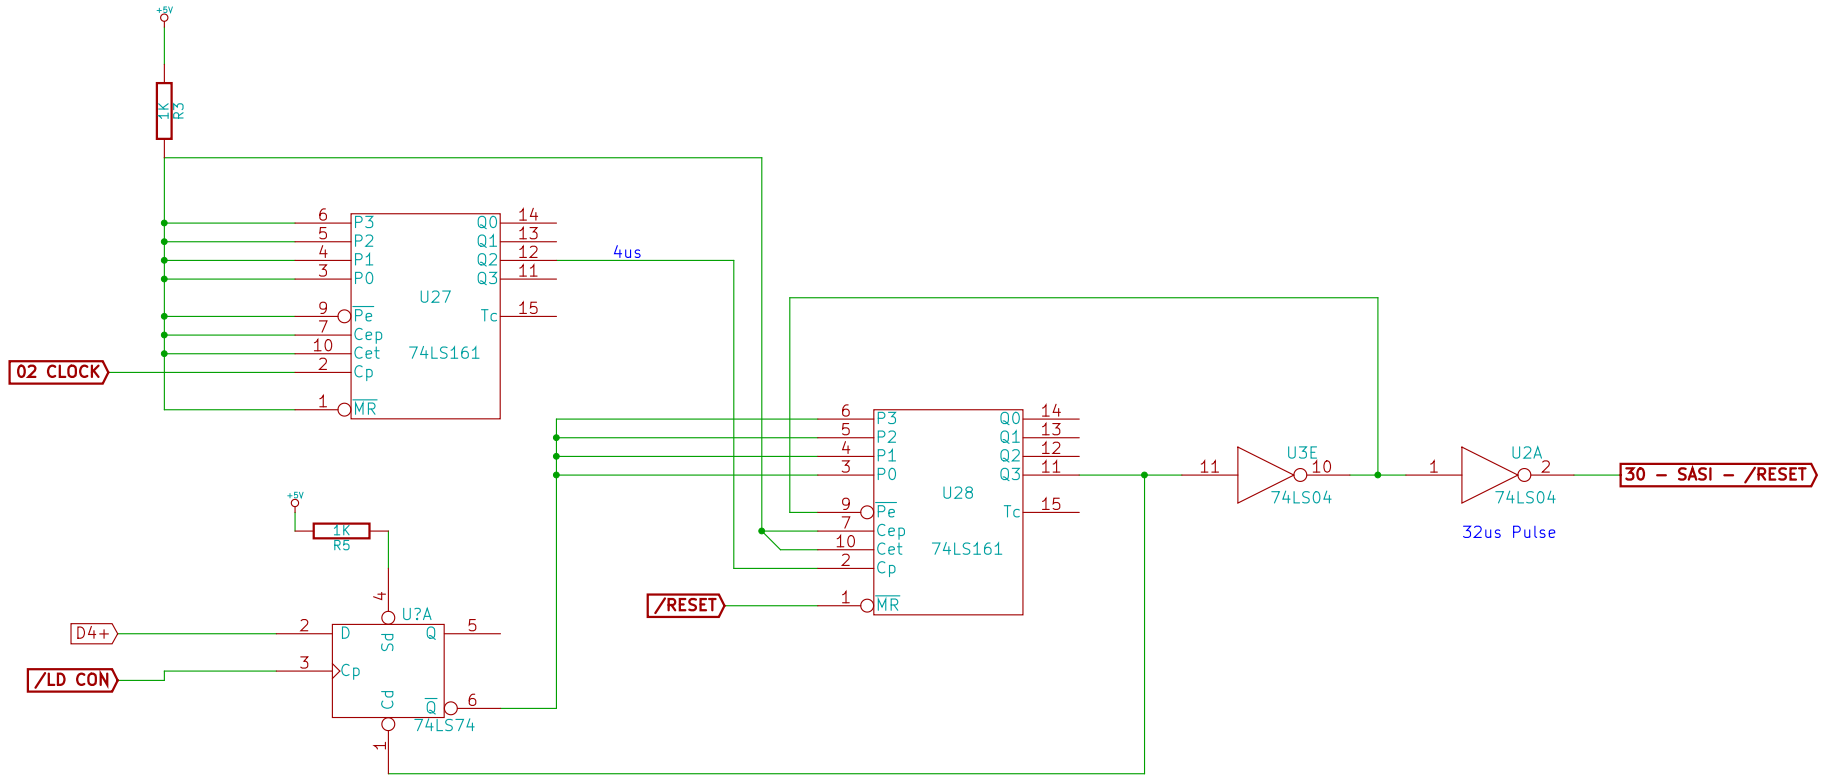 +5V
1K
R3
6 P3 Q0 14
5 P2 Q1 13
4us
4 P1 Q2 12
3 P0 Q3 11
U27
9 Pe Tc 15
7 Cep
10 Cet 74LS161
02 CLOCK 2 Cp
1 MR
6 P3 Q0 14
5 P2 Q1 13
4 P1 Q2 12
3 P0 Q3 11
U28
9 Pe Tc 15
7 Cep
10 Cet 74LS161
2 Cp
/RESET 1 MR
11 U3E 10
74LS04
1 U2A 2
74LS04
30 - SASI - /RESET
32us Pulse
+5V
1K
R5
4 U?A
D4+ 2 D Sd Q 5
/LD CON 3 Cp
Cd Q 6
74LS74
1